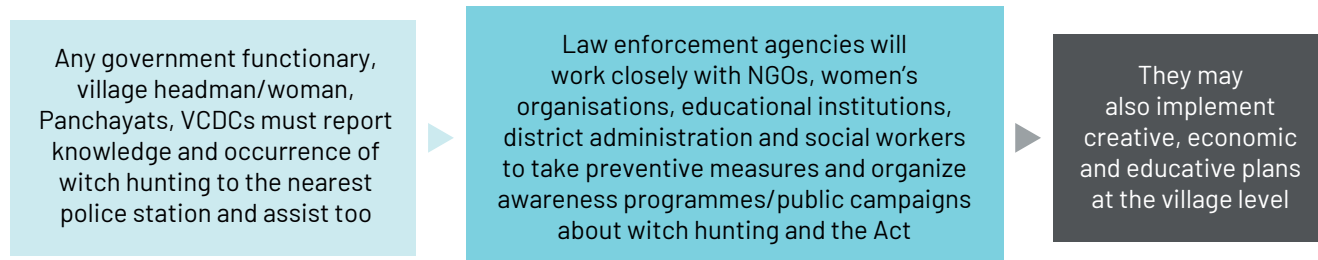 Any government functionary,
village headman/woman,
Panchayats, VCDCs must report
knowledge and occurrence of
witch hunting to the nearest
police station and assist too
Law enforcement agencies will
work closely with NGOs, women's
organisations, educational institutions,
district administration and social workers
to take preventive measures and organize
awareness programmes/public campaigns
about witch hunting and the Act
They may
also implement
creative, economic
and educative plans
at the village level